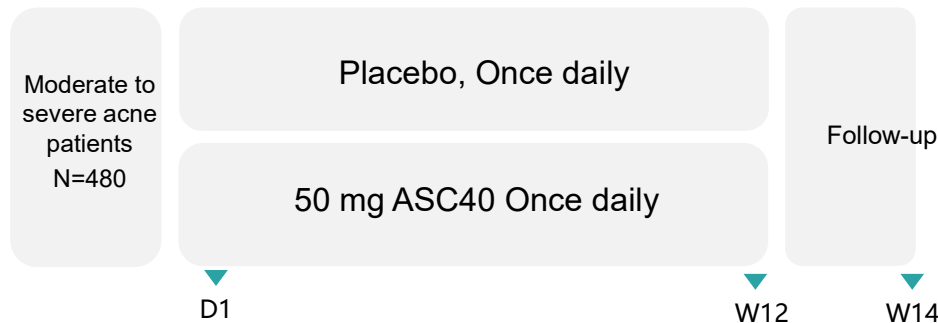 Moderate to
severe acne
patients
N=480
Placebo, Once daily
50 mg ASC40 Once daily
Follow-up
D1
W12
W14